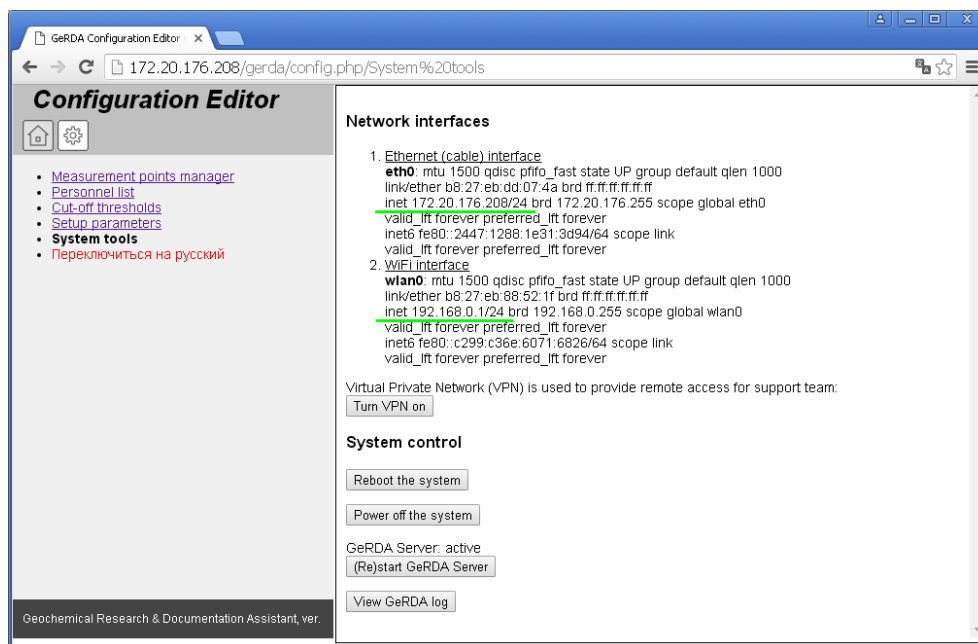 GeRDA Configuration Editor
172.20.176.208/gerda/config.php/System%20tools
Configuration Editor
Measurement points manager
Personnel list
Cut-off thresholds
Setup parameters
System tools
Переключиться на русский
Geochemical Research & Documentation Assistant, ver.
Network interfaces
1. Ethernet (cable) interface
eth0: mtu 1500 qdisc pfifo_fast state UP group default qlen 1000
link/ether b8:27:eb:dd:07:4a brd ff:ff:ff:ff:ff:ff
inet 172.20.176.208/24 brd 172.20.176.255 scope global eth0
valid_lft forever preferred_lft forever
inet6 fe80::2447:1288:1e31:3d94/64 scope link
valid_lft forever preferred_lft forever
2. WiFi interface
wlan0: mtu 1500 qdisc pfifo_fast state UP group default qlen 1000
link/ether b8:27:eb:88:52:1f brd ff:ff:ff:ff:ff:ff
inet 192.168.0.1/24 brd 192.168.0.255 scope global wlan0
valid_lft forever preferred_lft forever
inet6 fe80::c299:c36e:6071:6826/64 scope link
valid_lft forever preferred_lft forever
Virtual Private Network (VPN) is used to provide remote access for support team:
Turn VPN on
System control
Reboot the system
Power off the system
GeRDA Server: active
(Re)start GeRDA Server
View GeRDA log